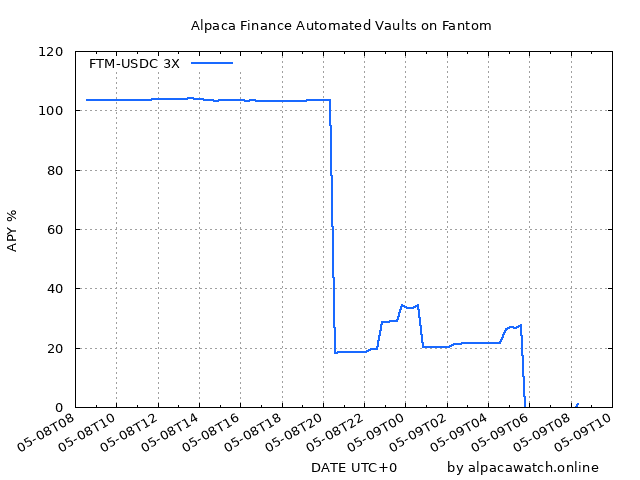 Alpaca Finance Automated Vaults on Fantom
FTM-USDC 3X
120
100
80
60
40
20
0
APY %
05-08T08
05-08T10
05-08T12
05-08T14
05-08T16
05-08T18
05-08T20
05-08T22
05-09T00
05-09T02
05-09T04
05-09T06
05-09T08
05-09T10
DATE UTC+0
by alpacawatch.online